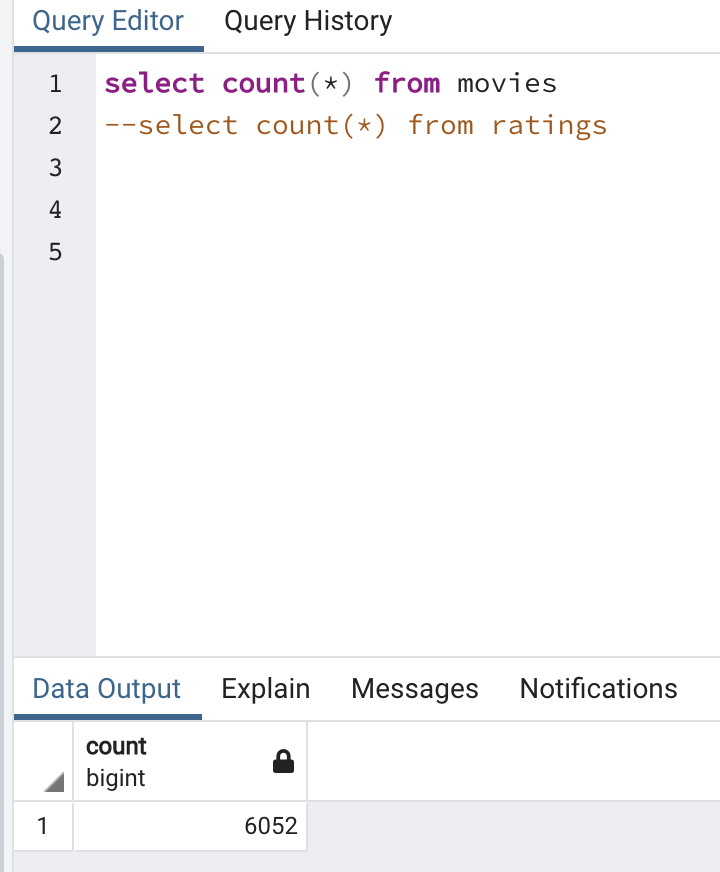 Query Editor Query History
1 select count(*) from movies
2 --select count(*) from ratings
3
4
5
Data Output Explain Messages Notifications
count
bigint
1 6052